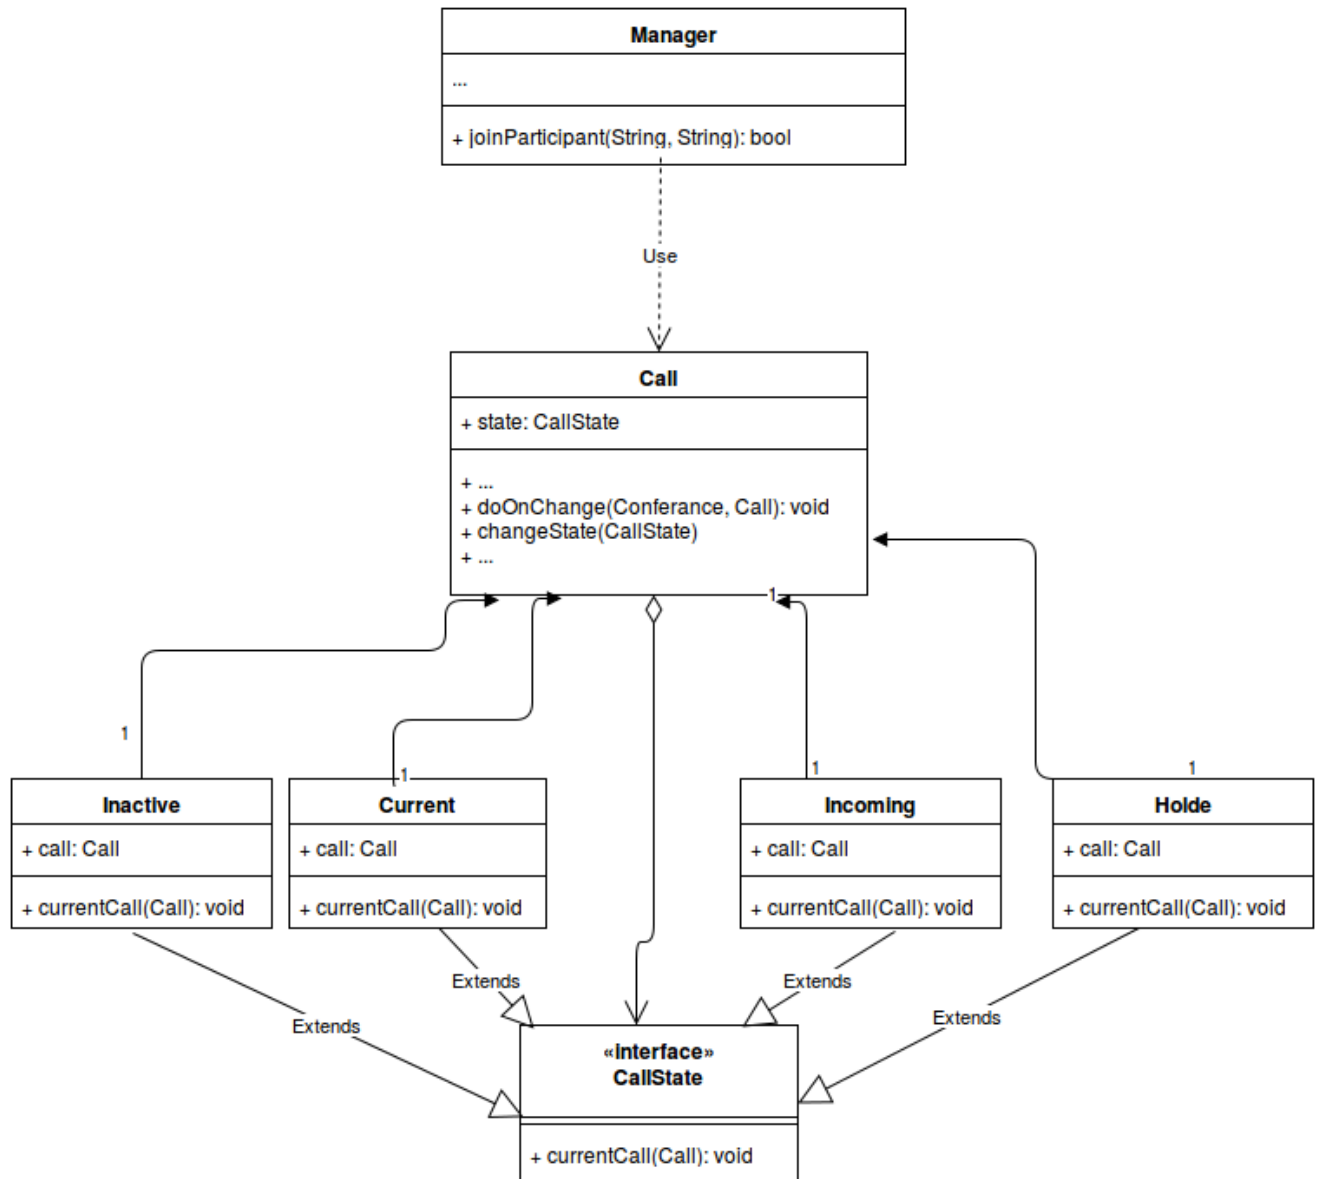 Manager
...
+ joinParticipant(String, String): bool
Use
Call
+ state: CallState
+ ...
+ doOnChange(Conferance, Call): void
+ changeState(CallState)
+ ...
1
1
1
1
1
Inactive
+ call: Call
+ currentCall(Call): void
Current
+ call: Call
+ currentCall(Call): void
Incoming
+ call: Call
+ currentCall(Call): void
Holde
+ call: Call
+ currentCall(Call): void
Extends
Extends
Extends
Extends
«interface»
CallState
+ currentCall(Call): void